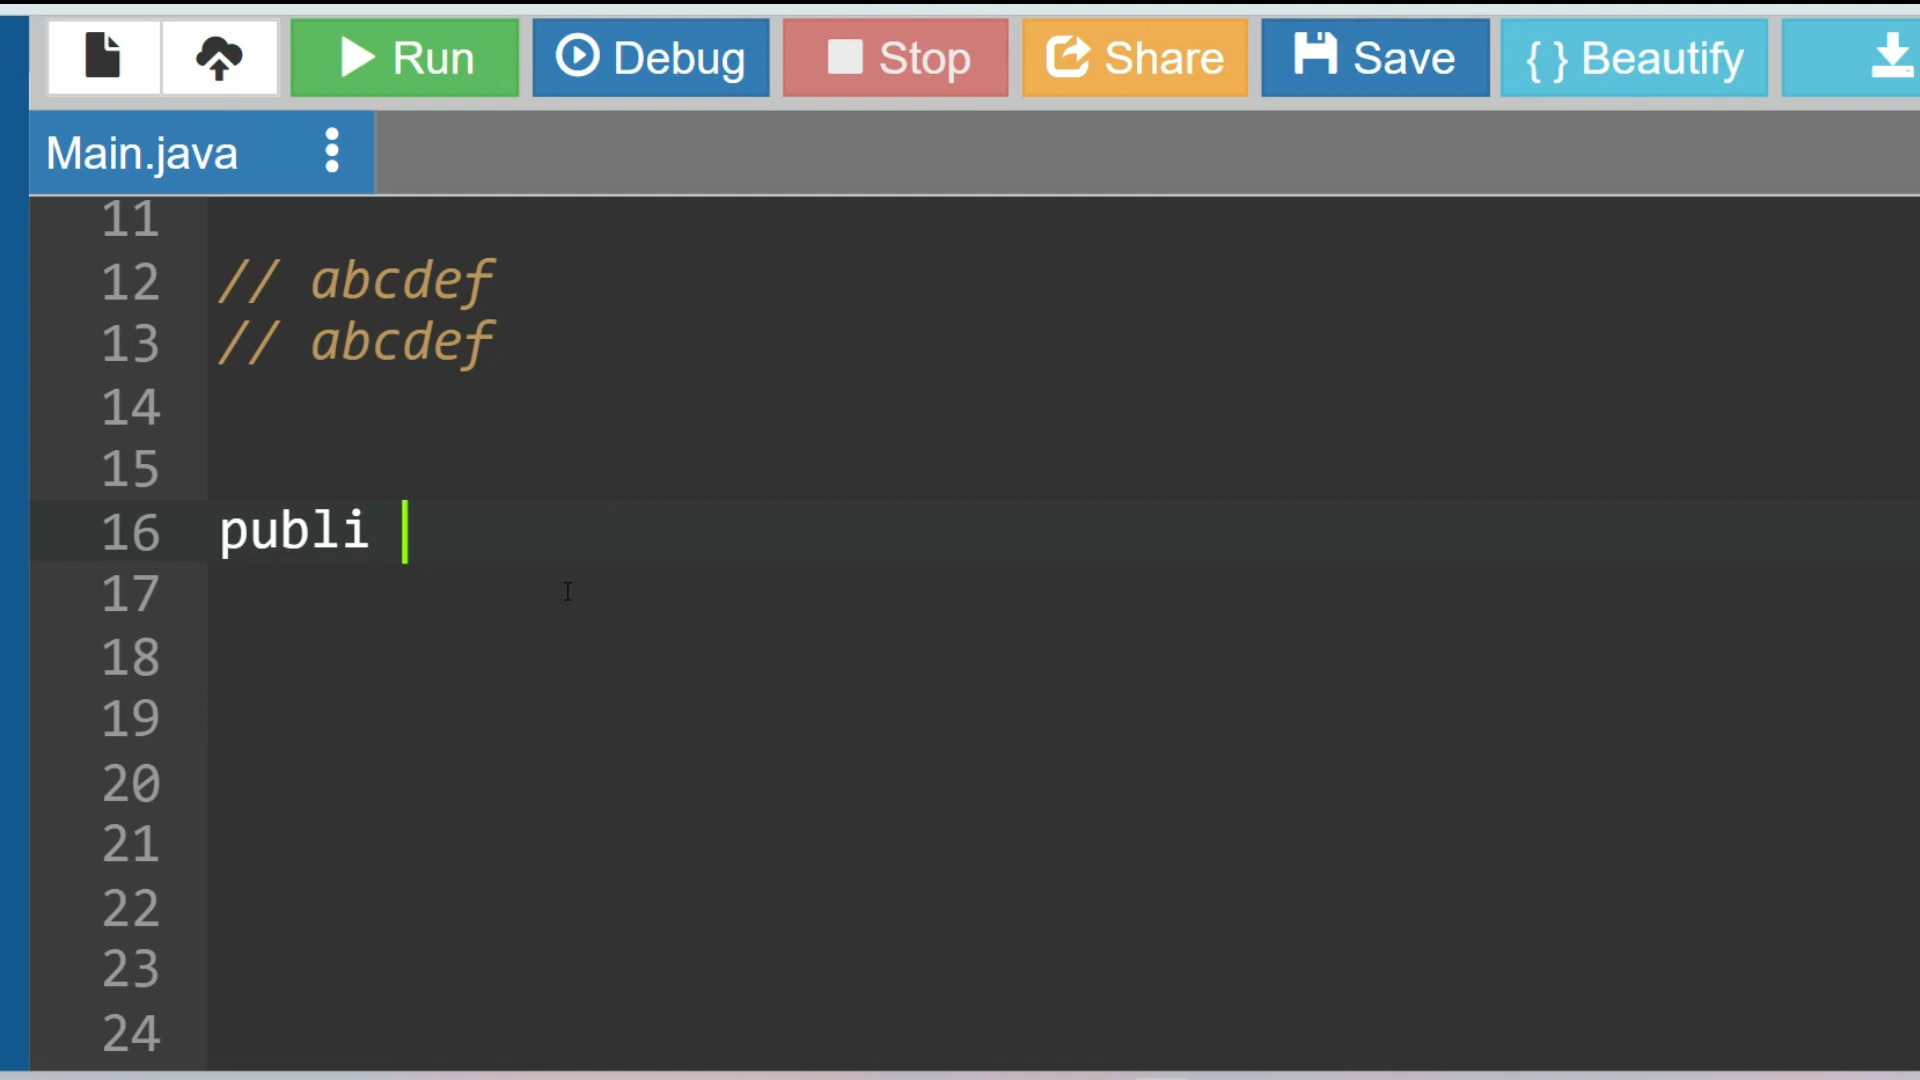 Run Debug Stop Share Save { } Beautify
Main.java
11
12 // abcdef
13 // abcdef
14
15
16 publi
17
18
19
20
21
22
23
24